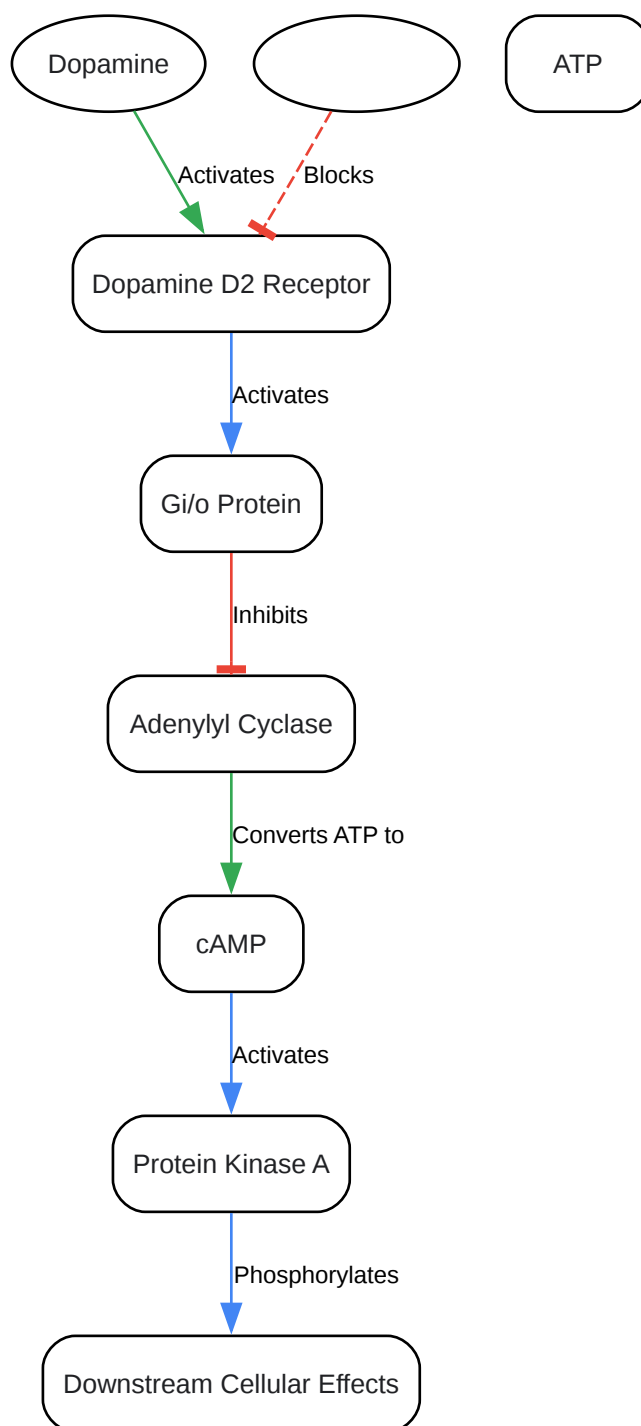 Dopamine
ATP
Activates
Blocks
Dopamine D2 Receptor
Activates
Gi/o Protein
Inhibits
Adenylyl Cyclase
Converts ATP to
cAMP
Activates
Protein Kinase A
Phosphorylates
Downstream Cellular Effects